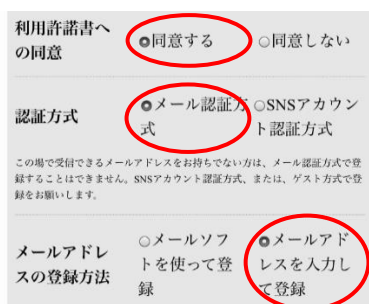 利用許諾書へ
の同意
●同意する ○同意しない
認証方式
●メール認証方
式
○SNSアカウン
ト認証方式
この場で受信できるメールアドレスをお持ちでない方は、メール認証方式で登
録することはできません。SNSアカウント認証方式、または、ゲスト方式で登
録をお願いします。
メールアドレ
スの登録方法
○メールソフ
トを使って登
録
●メールアド
レスを入力し
て登録